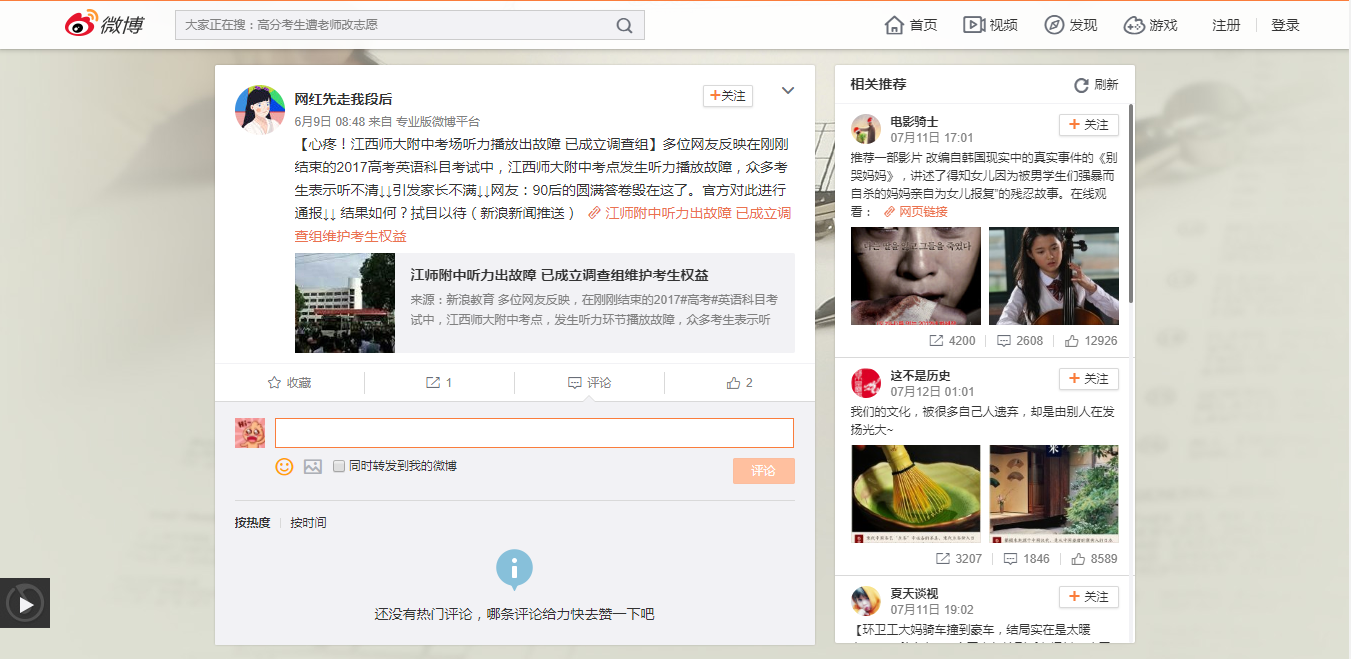 微博
大家正在搜：高分考生遭老师改志愿
首页
视频
发现
游戏
注册
登录
网红先走我段后
+关注
6月9日 08:48 来自 专业版微博平台
【心疼！江西师大附中考场听力播放出故障 已成立调查组】多位网友反映在刚刚
结束的2017高考英语科目考试中，江西师大附中考点发生听力播放故障，众多考
生表示听不清↓↓引发家长不满↓↓网友：90后的圆满答卷毁在这了。官方对此进行
通报↓↓ 结果如何？拭目以待（新浪新闻推送） 江师附中听力出故障 已成立调
查组维护考生权益
江师附中听力出故障 已成立调查组维护考生权益
来源：新浪教育 多位网友反映，在刚刚结束的2017#高考#英语科目考
试中，江西师大附中考点，发生听力环节播放故障，众多考生表示听
收藏
1
评论
2
同时转发到我的微博
评论
按热度
按时间
还没有热门评论，哪条评论给力快去赞一下吧
相关推荐
刷新
电影骑士
07月11日 17:01
+ 关注
推荐一部影片 改编自韩国现实中的真实事件的《别
哭妈妈》，讲述了得知女儿因为被男学生们强暴而
自杀的妈妈亲自为女儿报复"的残忍故事。在线观
看： 网页链接
4200
2608
12926
这不是历史
07月12日 01:01
+ 关注
我们的文化，被很多自己人遗弃，却是由别人在发
扬光大~
3207
1846
8589
夏天谈视
07月11日 19:02
+ 关注
【环卫工大妈骑车撞到豪车，结局实在是太暖